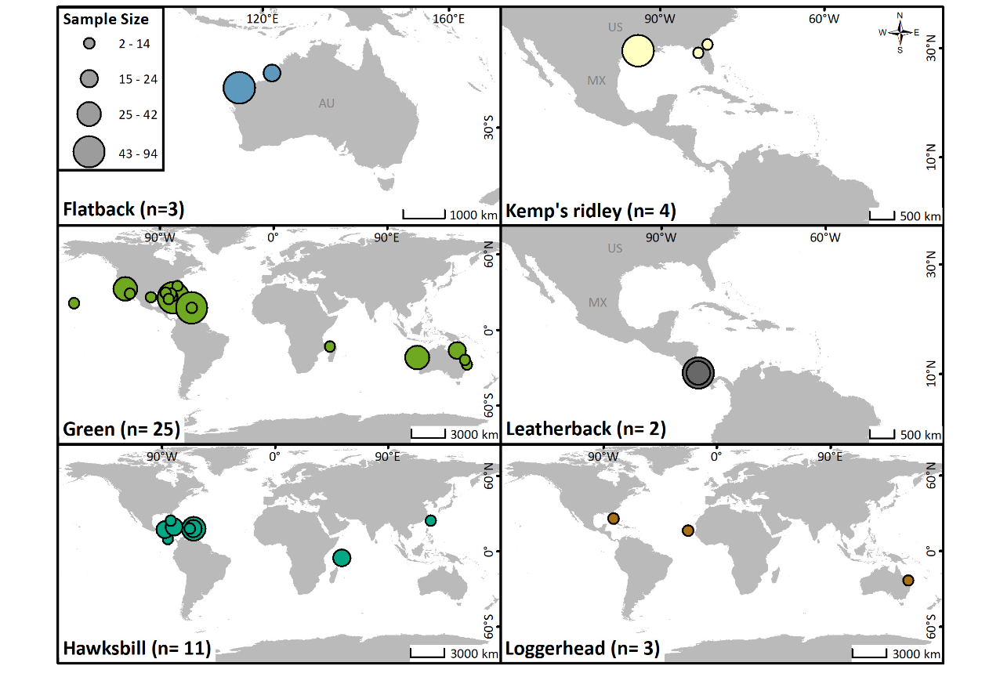 Sample Size
2 - 14
15 - 24
25 - 42
43 - 94
120°E
160°E
AU
30°S
Flatback (n=3)
1000 km
90°W
60°W
N
W
E
S
US
MX
30°N
10°N
Kemp's ridley (n= 4)
500 km
90°W
0°
90°E
60°N
0°
60°S
Green (n= 25)
3000 km
90°W
60°W
US
MX
30°N
10°N
Leatherback (n= 2)
500 km
90°W
0°
90°E
60°N
0°
60°S
Hawksbill (n= 11)
3000 km
90°W
0°
90°E
60°N
0°
60°S
Loggerhead (n= 3)
3000 km